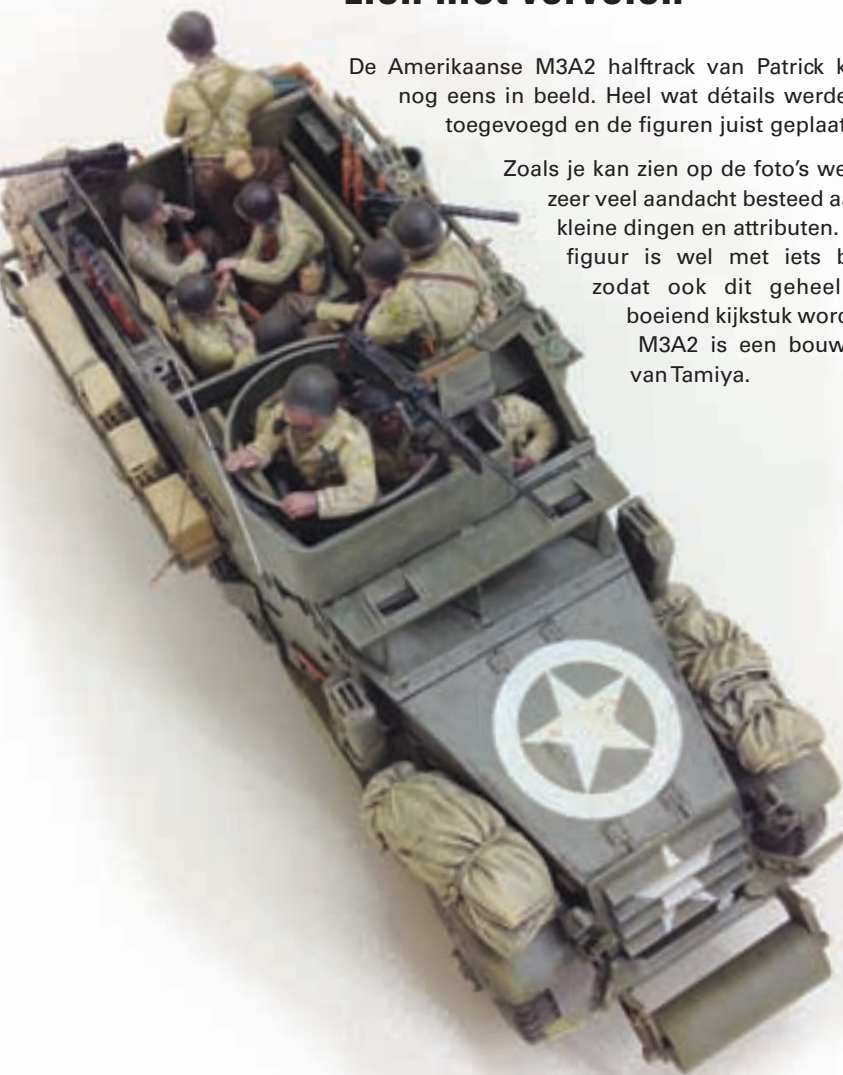 De Amerikaanse M3A2 halftrack van Patrick k
nog eens in beeld. Heel wat détails werde
toegevoegd en de figuren juist geplaat
Zoals je kan zien op de foto's we
zeer veel aandacht besteed aa
kleine dingen en attributen.
figuur is wel met iets b
zodat ook dit geheel
boeiend kijkstuk word
M3A2 is een bouw
van Tamiya.